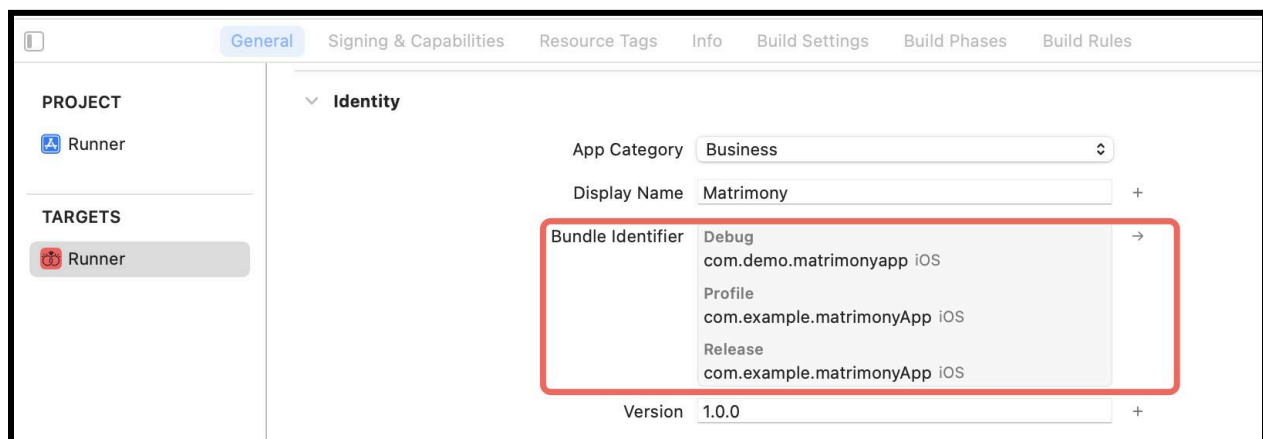 General Signing & Capabilities Resource Tags Info Build Settings Build Phases Build Rules
PROJECT
Runner
TARGETS
Runner
Identity
App Category Business
Display Name Matrimony +
Bundle Identifier Debug →
com.demo.matrimonyapp iOS
Profile
com.example.matrimonyApp iOS
Release
com.example.matrimonyApp iOS
Version 1.0.0 +